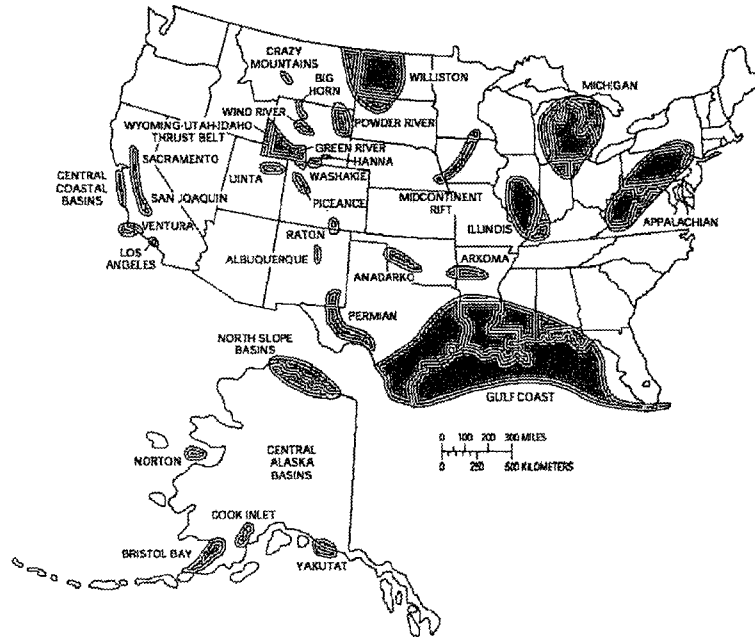 CRAZY
MOUNTAINS
BIG
HORN
WILLISTON
MICHIGAN
WIND RIVER
POWDER RIVER
WYOMING-UTAH-IDAHO
THRUST BELT
GREEN RIVER
HANNA
SACRAMENTO
WASHAKIE
UINTA
CENTRAL
COASTAL
BASINS
SAN JOAQUIN
PICEANCE
MIDCONTINENT
RIFT
ILLINOIS
APPALACHIAN
VENTURA
RATON
LOS
ANGELES
ALBUQUERQUE
ANADARKO
ARKOMA
PERMIAN
NORTH SLOPE
BASINS
GULF COAST
0 100 200 300 MILES
0 250 500 KILOMETERS
NORTON
CENTRAL
ALASKA
BASINS
COOK INLET
BRISTOL BAY
YAKUTAT